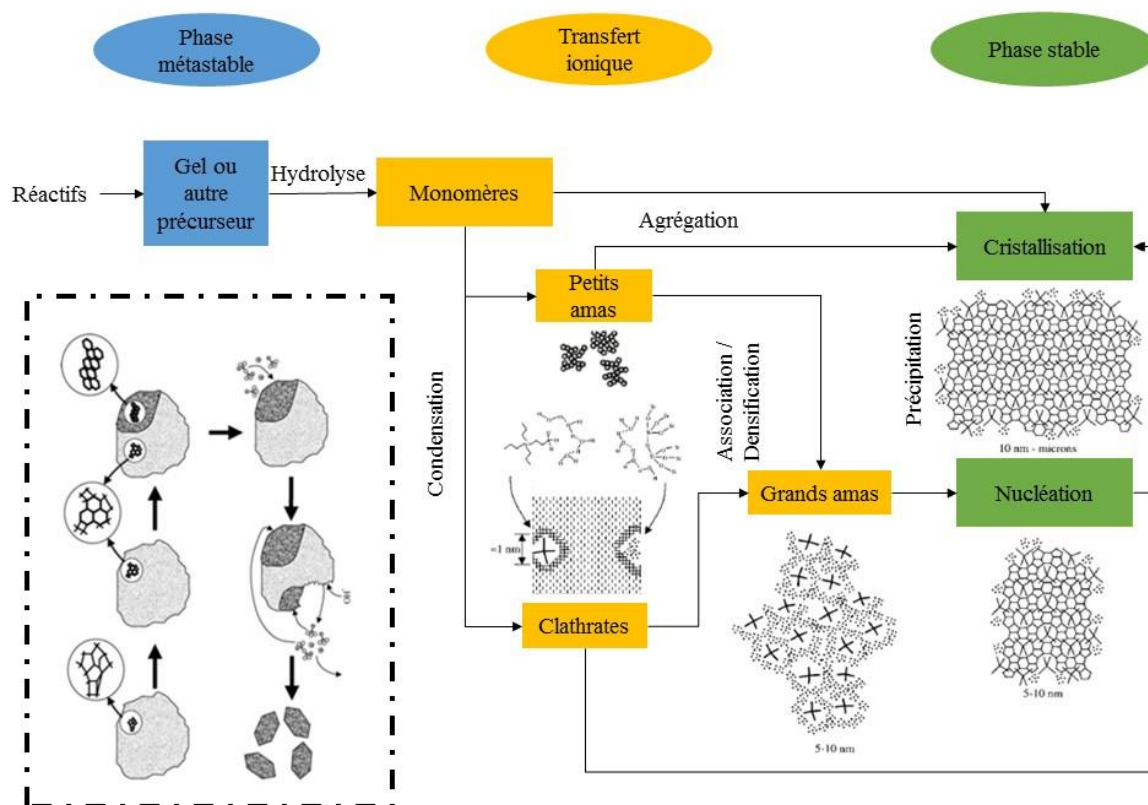 Phase
métastable
Transfert
ionique
Phase stable
Réactifs
Gel ou
autre
précurseur
Hydrolyse
Monomères
Agrégation
Cristallisation
Petits
amas
Condensation
Association /
Densification
Précipitation
10 nm - microns
≈1 nm
Grands amas
Nucléation
Clathrates
OH⁻
5-10 nm
5-10 nm